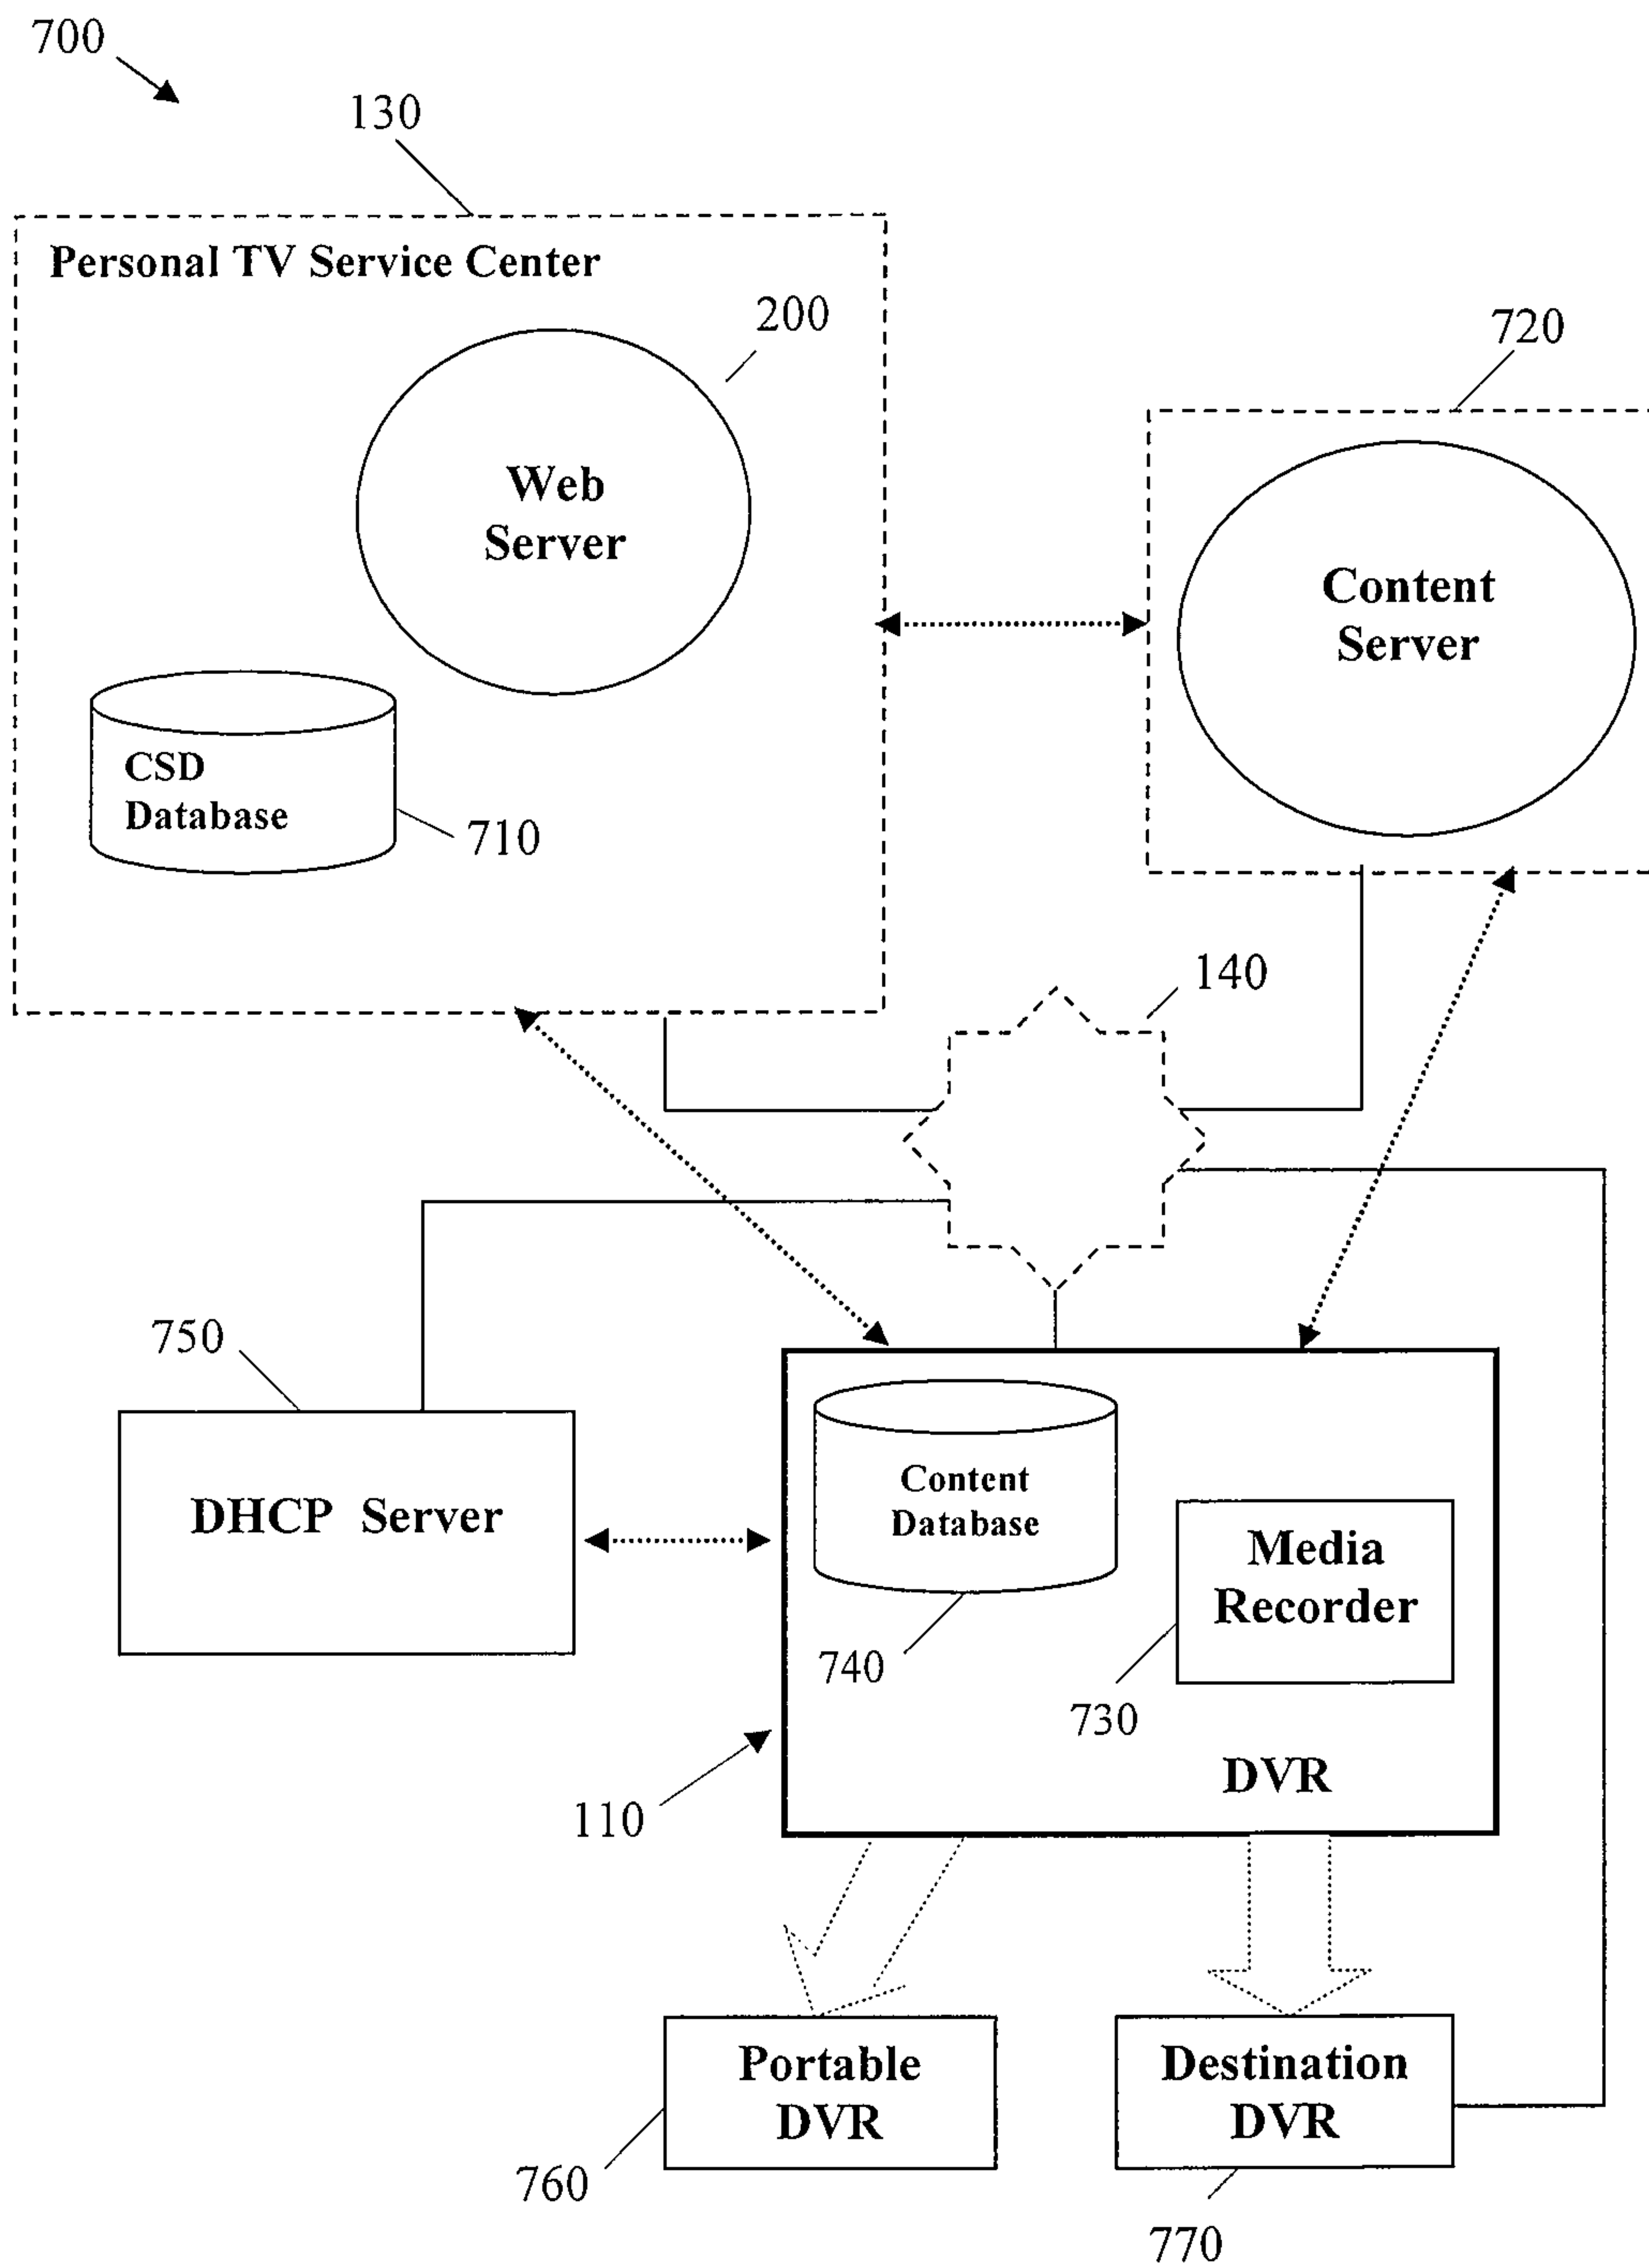 700
130
Personal TV Service Center
200
Web
Server
720
Content
Server
CSD
Database
710
140
750
DHCP Server
Content
Database
Media
Recorder
740
730
DVR
110
Portable
DVR
Destination
DVR
760
770